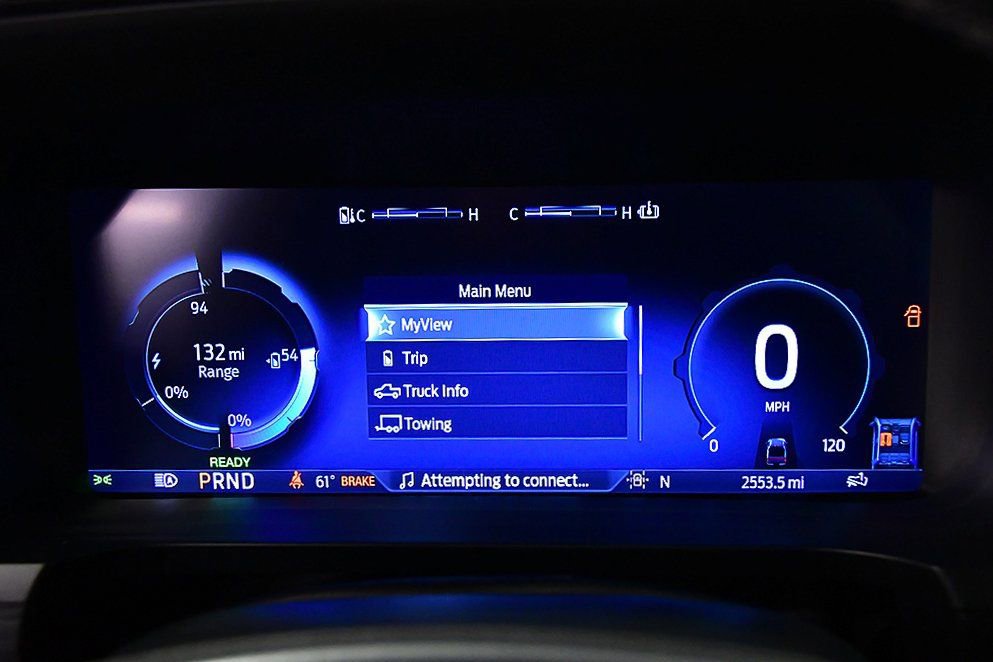 C H C H
Main Menu
MyView
Trip
Truck Info
Towing
94
132 mi
Range
54
0%
0%
0
MPH
0 120
READY
PRND 61° BRAKE Attempting to connect... N 2553.5 mi